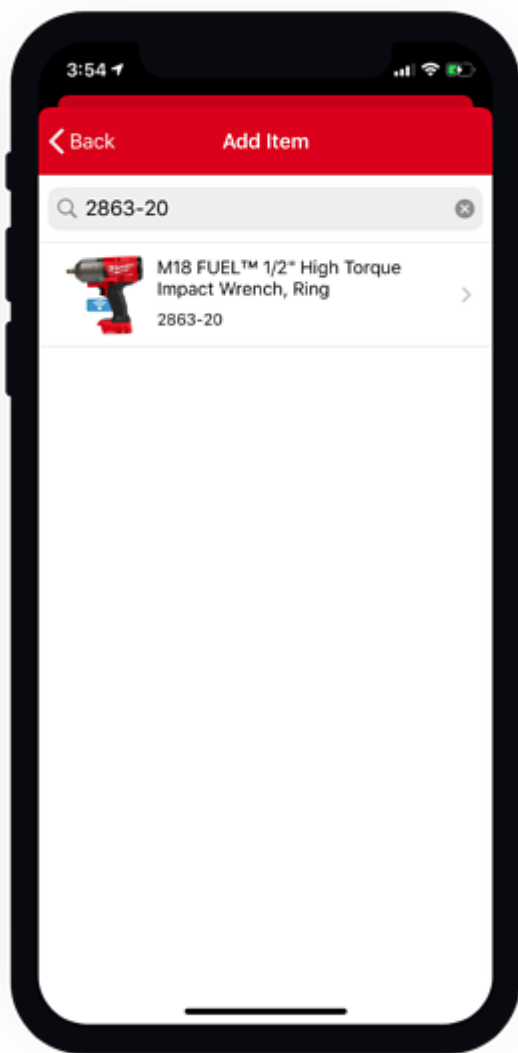 3:54
Back
Add Item
2863-20
M18 FUEL™ 1/2" High Torque
Impact Wrench, Ring
2863-20